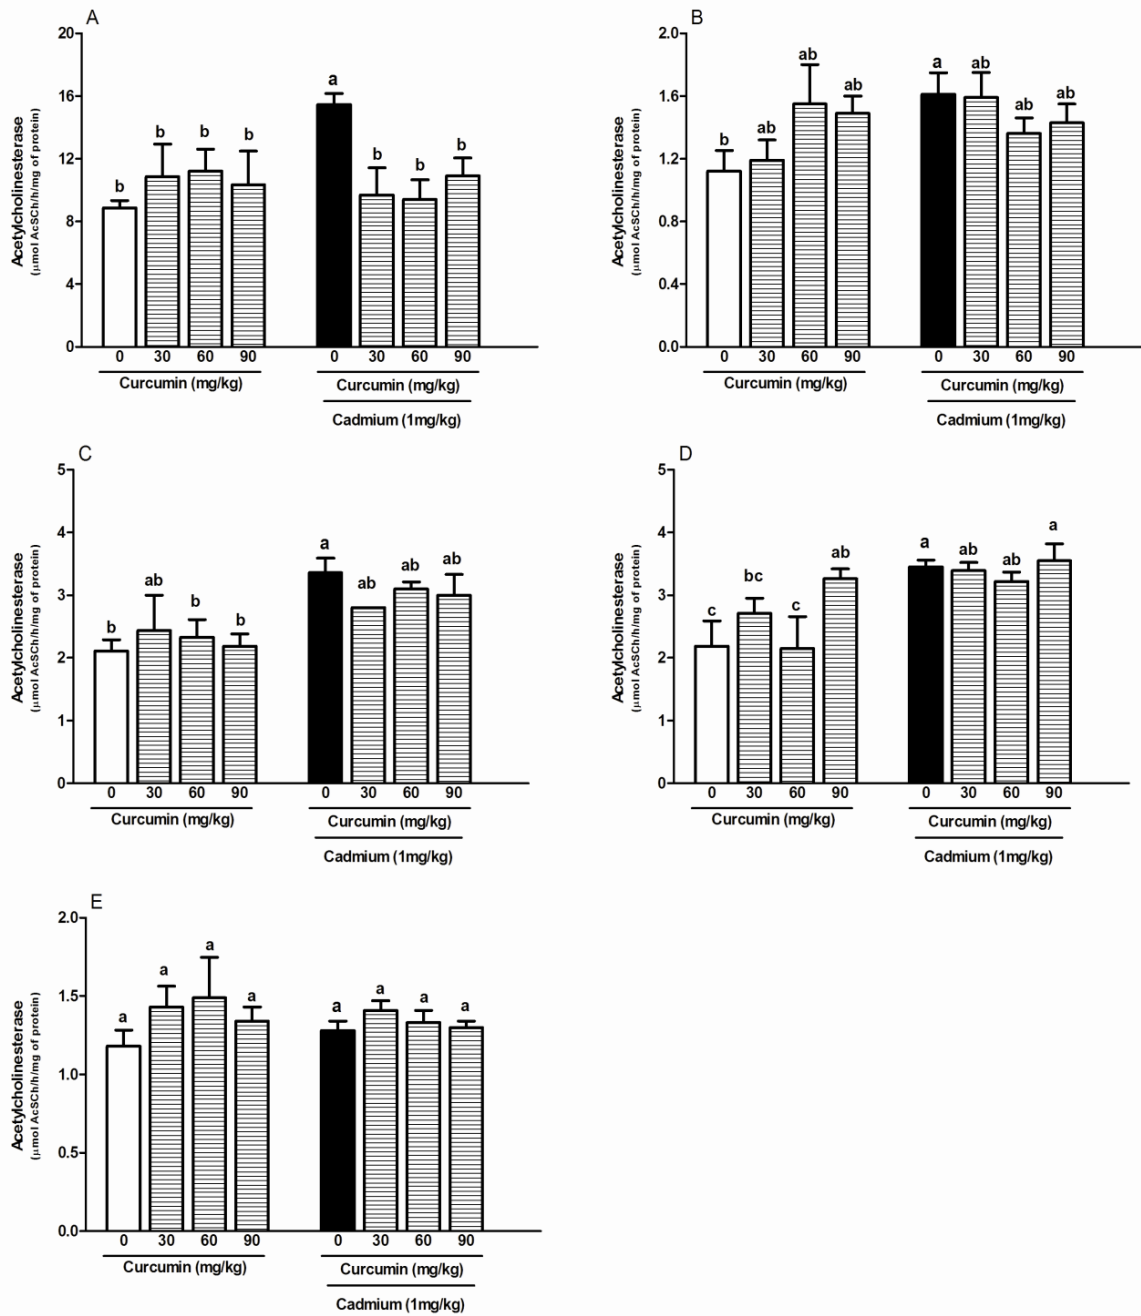 A
Acetylcholinesterase
(µmol AcSCh/h/mg of protein)
20
16
12
8
4
0
b
b
b
b
a
b
b
b
0 30 60 90 0 30 60 90
Curcumin (mg/kg) Curcumin (mg/kg)
Cadmium (1mg/kg)
B
Acetylcholinesterase
(µmol AcSCh/h/mg of protein)
2.0
1.6
1.2
0.8
0.4
0.0
b
ab
ab
ab
a
ab
ab
ab
0 30 60 90 0 30 60 90
Curcumin (mg/kg) Curcumin (mg/kg)
Cadmium (1mg/kg)
C
Acetylcholinesterase
(µmol AcSCh/h/mg of protein)
5
4
3
2
1
0
b
ab
b
b
a
ab
ab
ab
0 30 60 90 0 30 60 90
Curcumin (mg/kg) Curcumin (mg/kg)
Cadmium (1mg/kg)
D
Acetylcholinesterase
(µmol AcSCh/h/mg of protein)
5
4
3
2
1
0
c
bc
c
ab
a
ab
ab
a
0 30 60 90 0 30 60 90
Curcumin (mg/kg) Curcumin (mg/kg)
Cadmium (1mg/kg)
E
Acetylcholinesterase
(µmol AcSCh/h/mg of protein)
2.0
1.5
1.0
0.5
0.0
a
a
a
a
a
a
a
a
0 30 60 90 0 30 60 90
Curcumin (mg/kg) Curcumin (mg/kg)
Cadmium (1mg/kg)